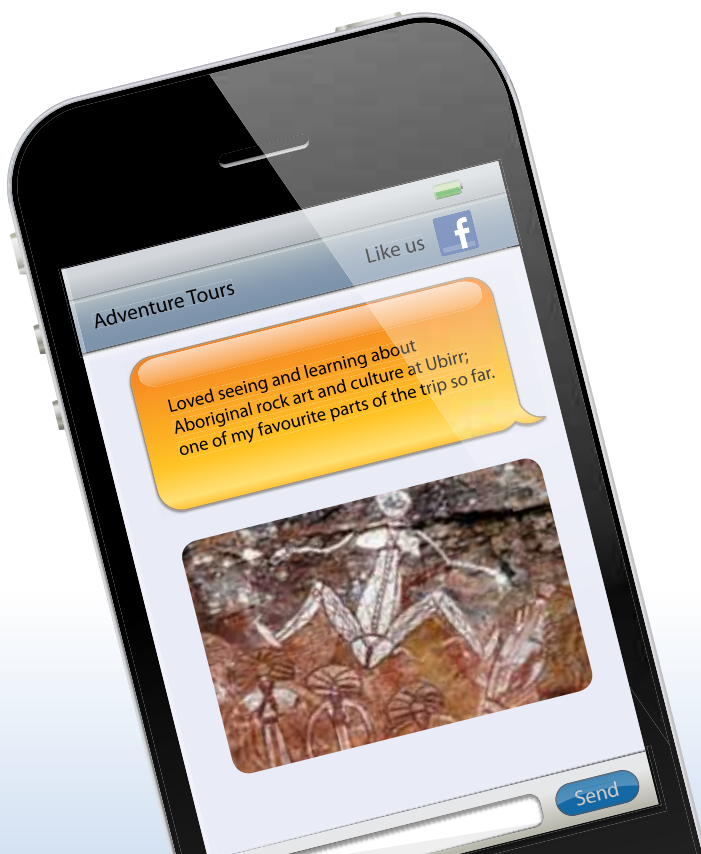 Like us
f
Adventure Tours
Loved seeing and learning about
Aboriginal rock art and culture at Ubirr;
one of my favourite parts of the trip so far.
Send